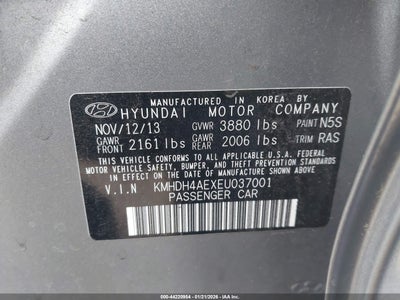 MANUFACTURED IN KOREA BY
HYUNDAI MOTOR COMPANY
NOV/12/13 GVWR 3880 lbs PAINT N5S
GAWR FRONT 2161 lbs GAWR REAR 2006 lbs TRIM RAS
THIS VEHICLE CONFORMS TO ALL APPLICABLE U.S.A. FEDERAL
MOTOR VEHICLE SAFETY, BUMPER, AND THEFT PREVENTION
STANDARDS IN EFFECT ON THE DATE OF MANUFACTURE SHOWN ABOVE.
V.I.N KMHDH4AEXEU037001
PASSENGER CAR
000-44220954 - 01/21/2026 - IAAI.COM